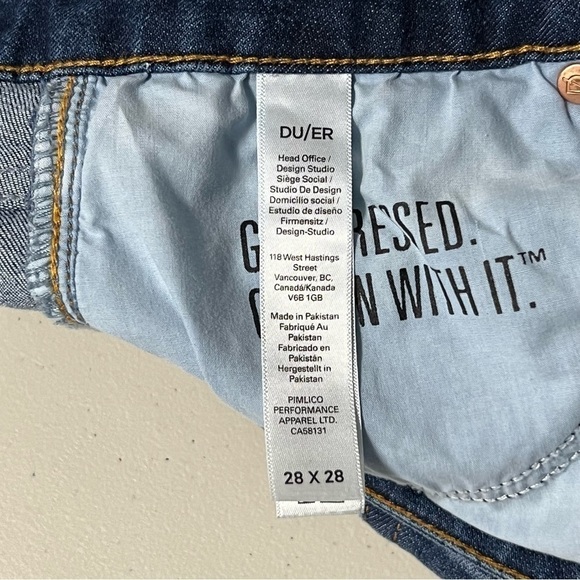 DU/ER
Head Office /
Design Studio
Siège Social /
Studio De Design
Domicilio social /
Estudio de diseño
Firmensitz /
Design-Studio
118 West Hastings
Street
Vancouver, BC,
Canadá/Kanada
V6B 1GB
Made in Pakistan
Fabriqué Au
Pakistan
Fabricado en
Pakistán
Hergestellt in
Pakistan
PIMLICO
PERFORMANCE
APPAREL LTD.
CA58131
28 X 28
RESSED.
WITH IT.™